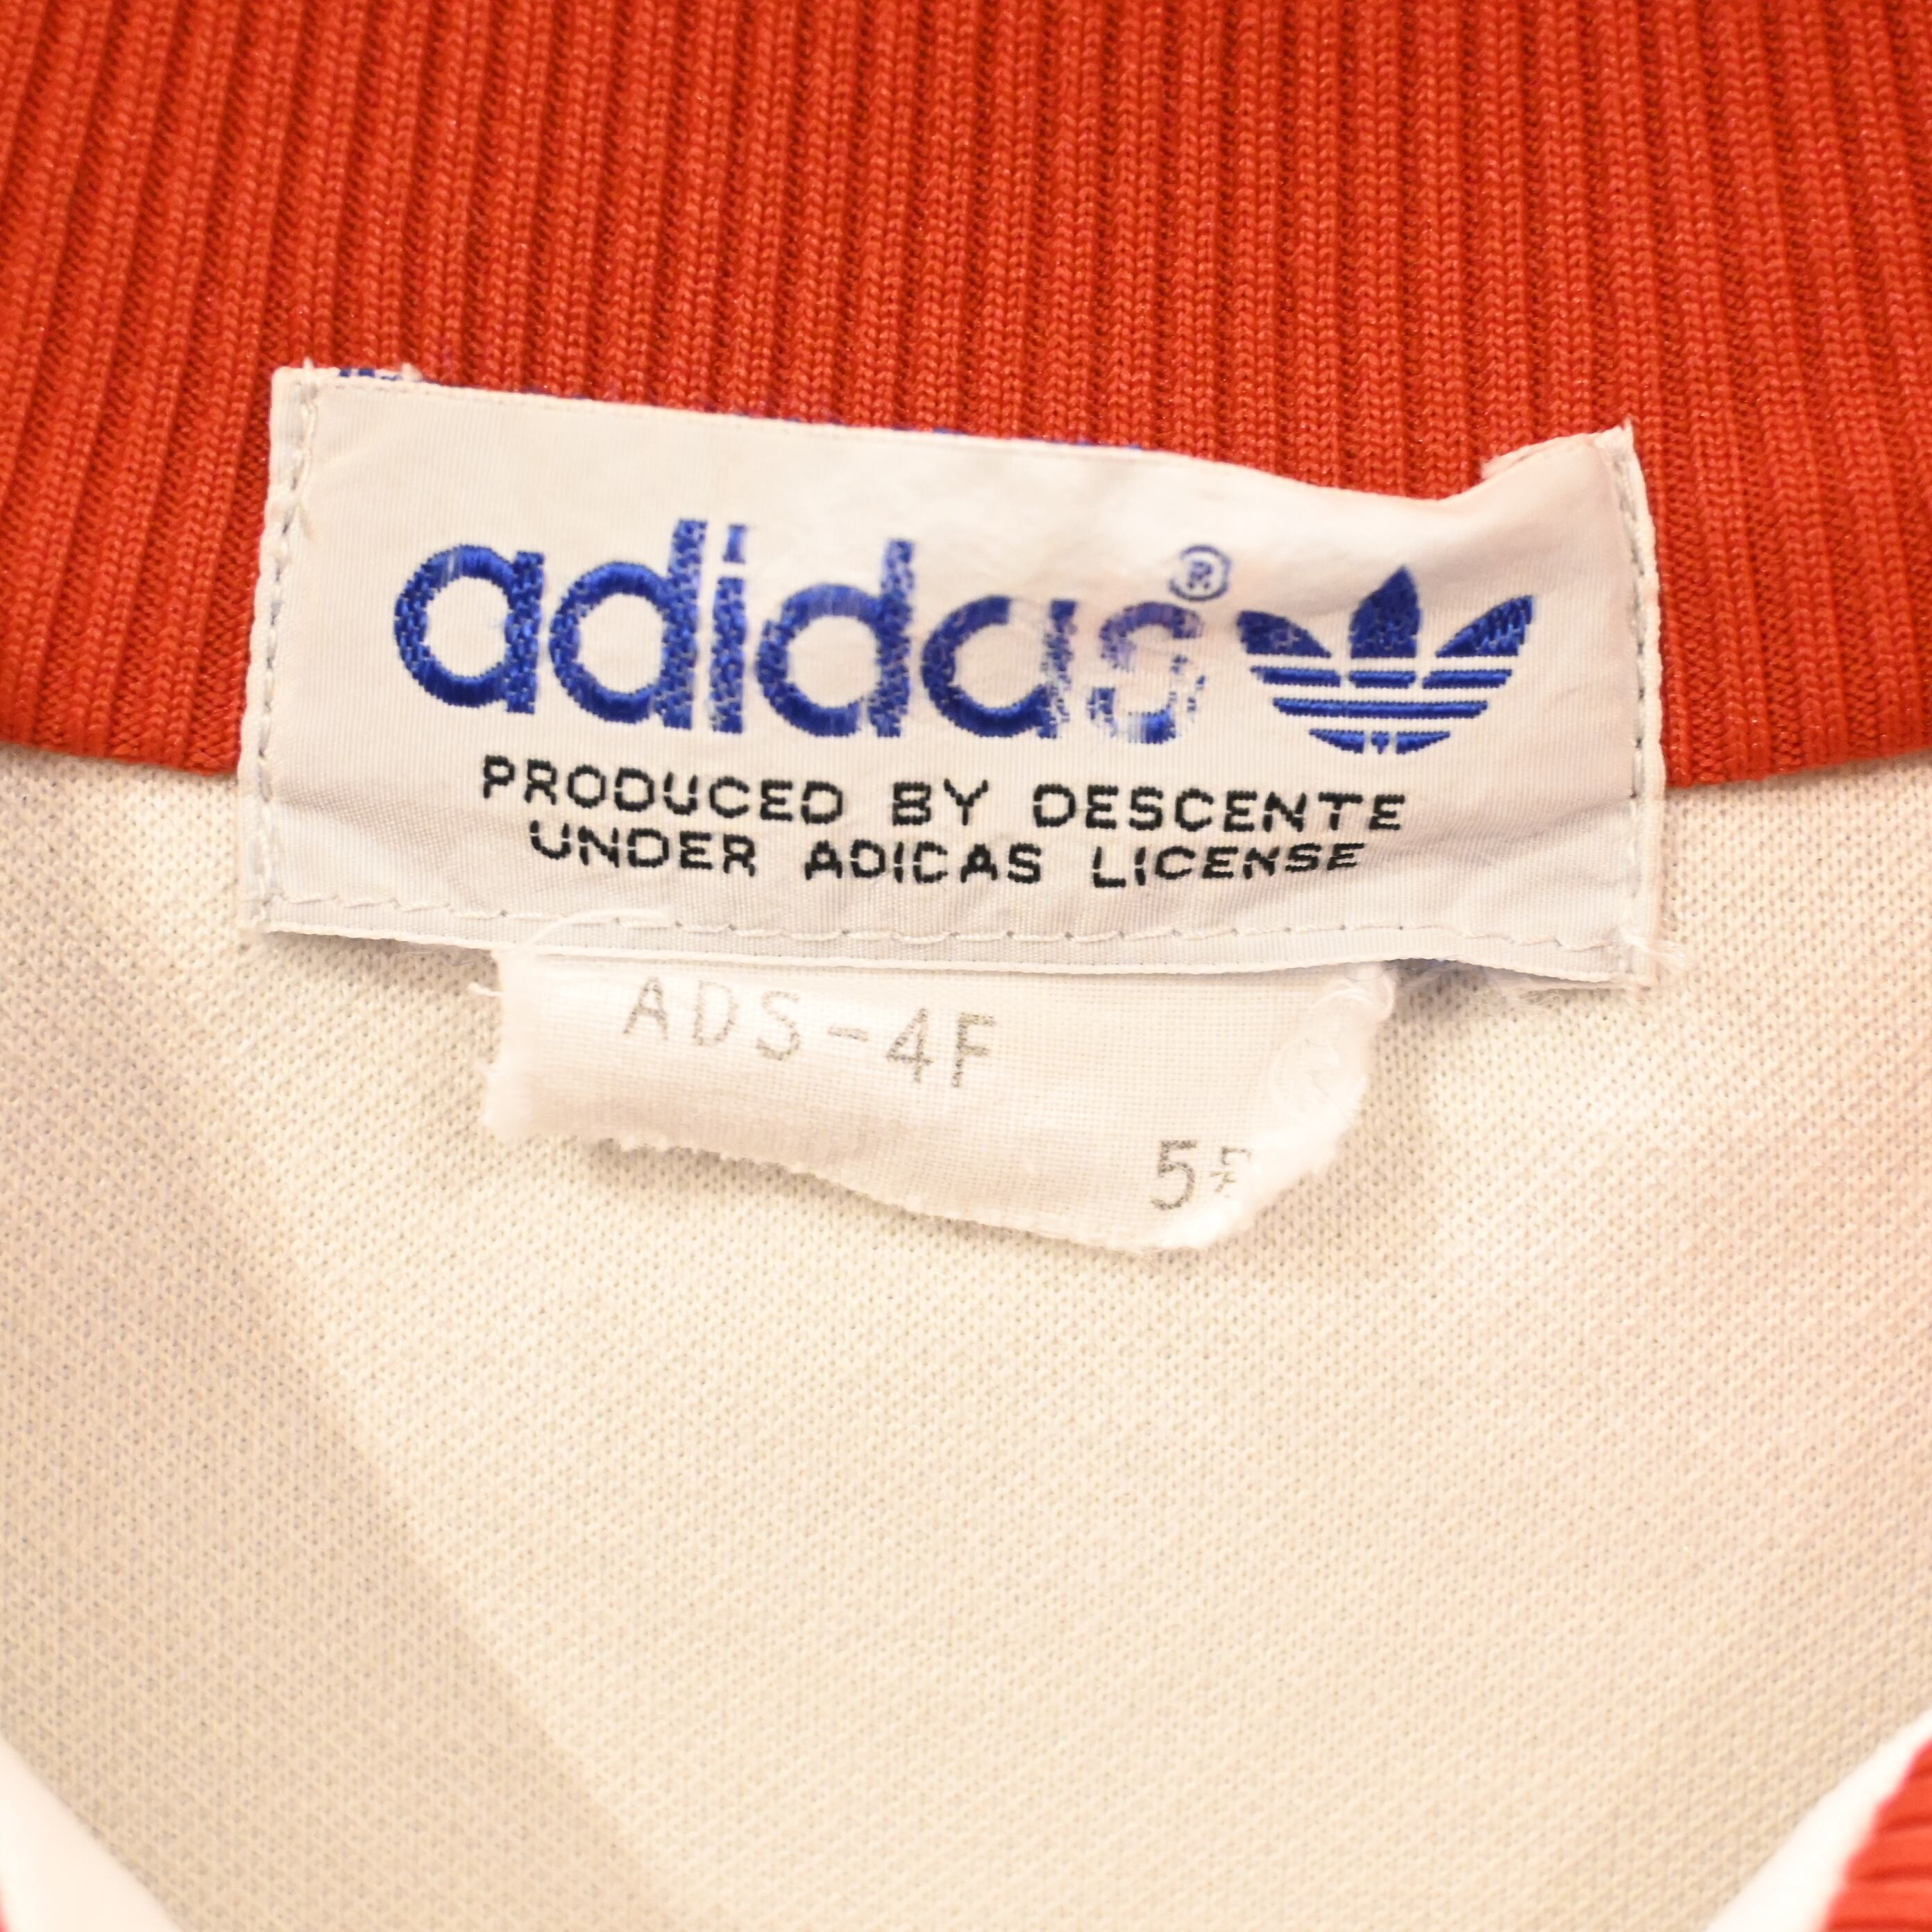 adidas®
PRODUCED BY DESCENTE
UNDER ADICAS LICENSE
ADS-4F